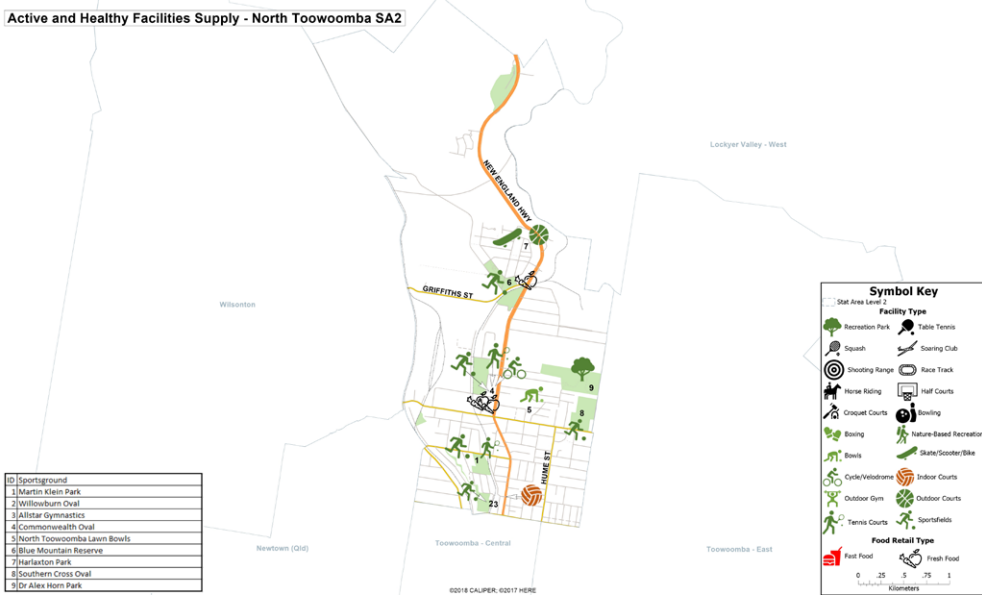 Active and Healthy Facilities Supply - North Toowoomba SA2
Lockyer Valley - West
NEW ENGLAND HWY
7
6
GRIFFITHS ST
Wilsonton
9
4
5
8
1
HUME ST
23
Newtown (Qld)
Toowoomba - Central
Toowoomba - East
ID Sportsground
1 Martin Klein Park
2 Willowburn Oval
3 Allstar Gymnastics
4 Commonwealth Oval
5 North Toowoomba Lawn Bowls
6 Blue Mountain Reserve
7 Harlaxton Park
8 Southern Cross Oval
9 Dr Alex Horn Park
Symbol Key
Stat Area Level 2
Facility Type
Recreation Park Table Tennis
Squash Soaring Club
Shooting Range Race Track
Horse Riding Half Courts
Croquet Courts Bowling
Boxing Nature-Based Recreation
Bowls Skate/Scooter/Bike
Cycle/Velodrome Indoor Courts
Outdoor Gym Outdoor Courts
Tennis Courts Sportsfields
Food Retail Type
Fast Food Fresh Food
0 .25 .5 .75 1
Kilometers
©2018 CALIPER; ©2017 HERE